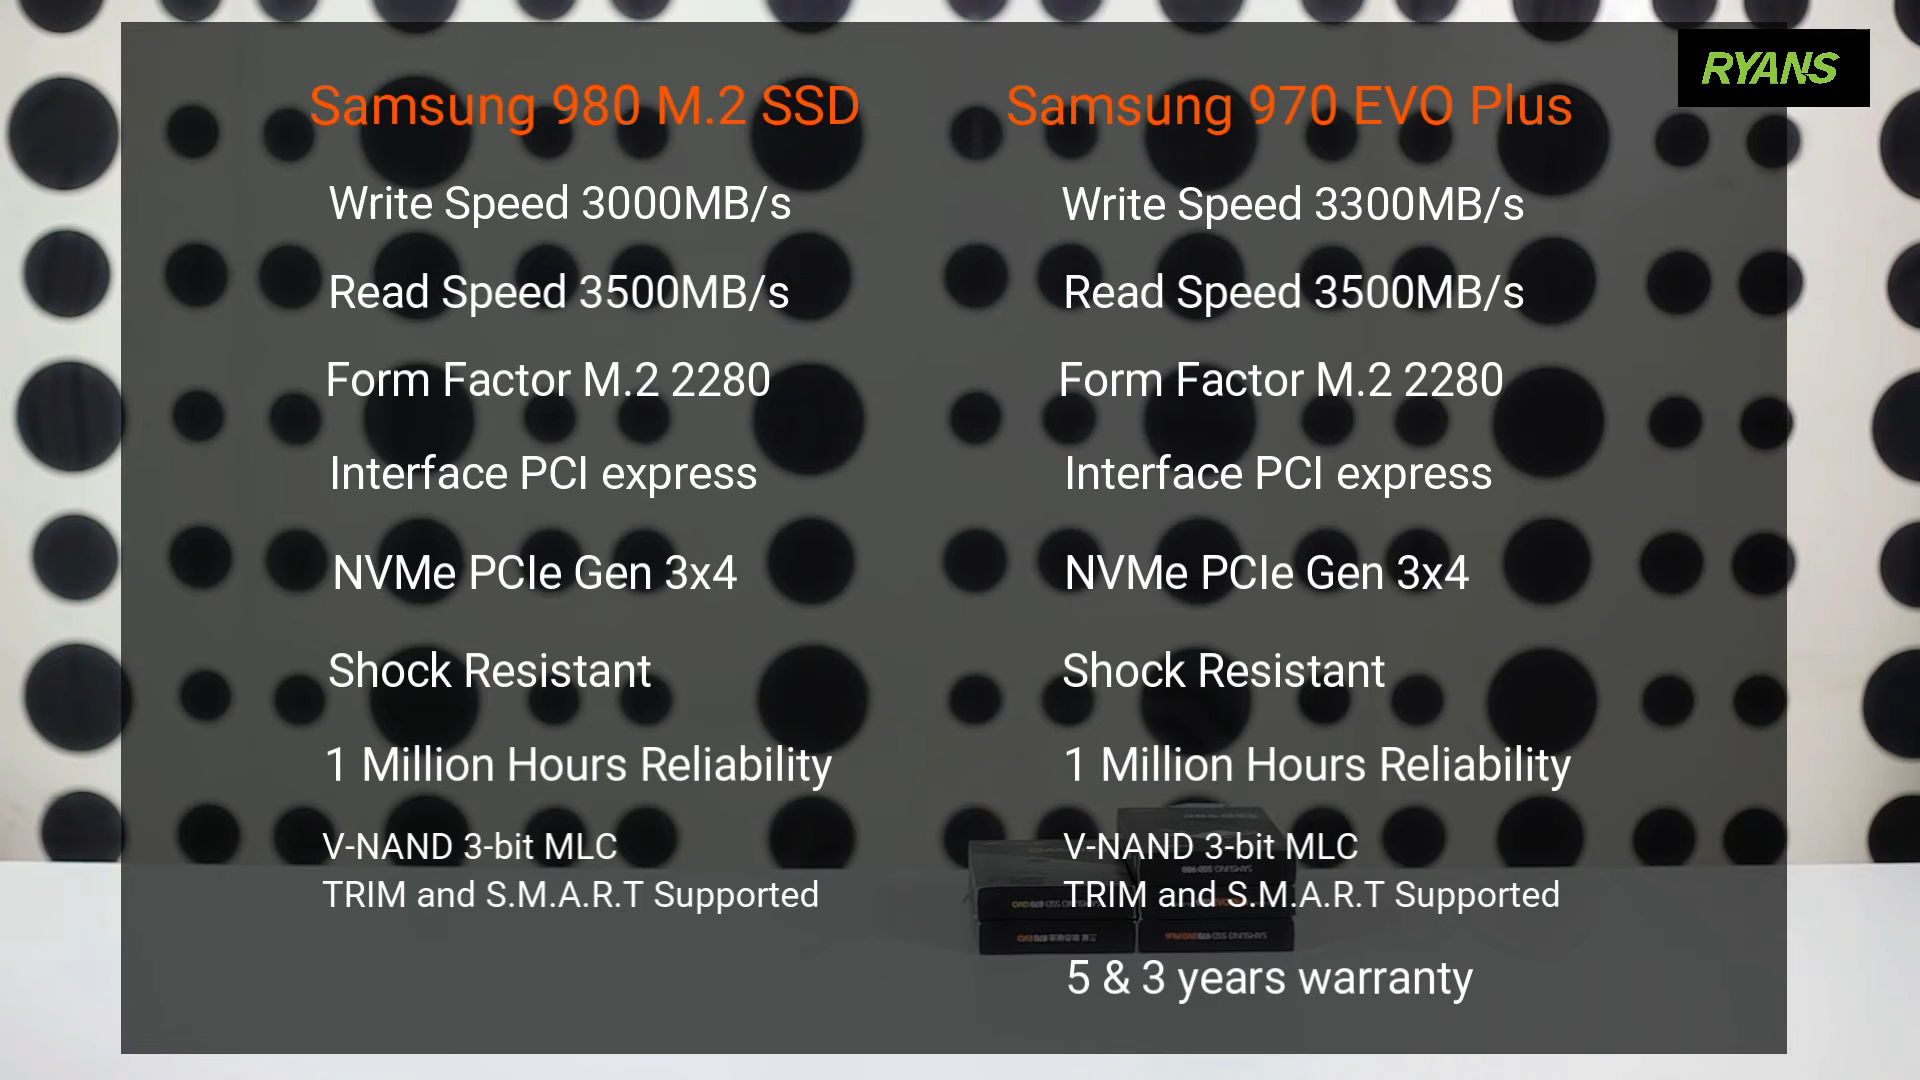 RYANS
Samsung 980 M.2 SSD
Write Speed 3000MB/s
Read Speed 3500MB/s
Form Factor M.2 2280
Interface PCI express
NVMe PCIe Gen 3x4
Shock Resistant
1 Million Hours Reliability
V-NAND 3-bit MLC
TRIM and S.M.A.R.T Supported
Samsung 970 EVO Plus
Write Speed 3300MB/s
Read Speed 3500MB/s
Form Factor M.2 2280
Interface PCI express
NVMe PCIe Gen 3x4
Shock Resistant
1 Million Hours Reliability
V-NAND 3-bit MLC
TRIM and S.M.A.R.T Supported
5 & 3 years warranty